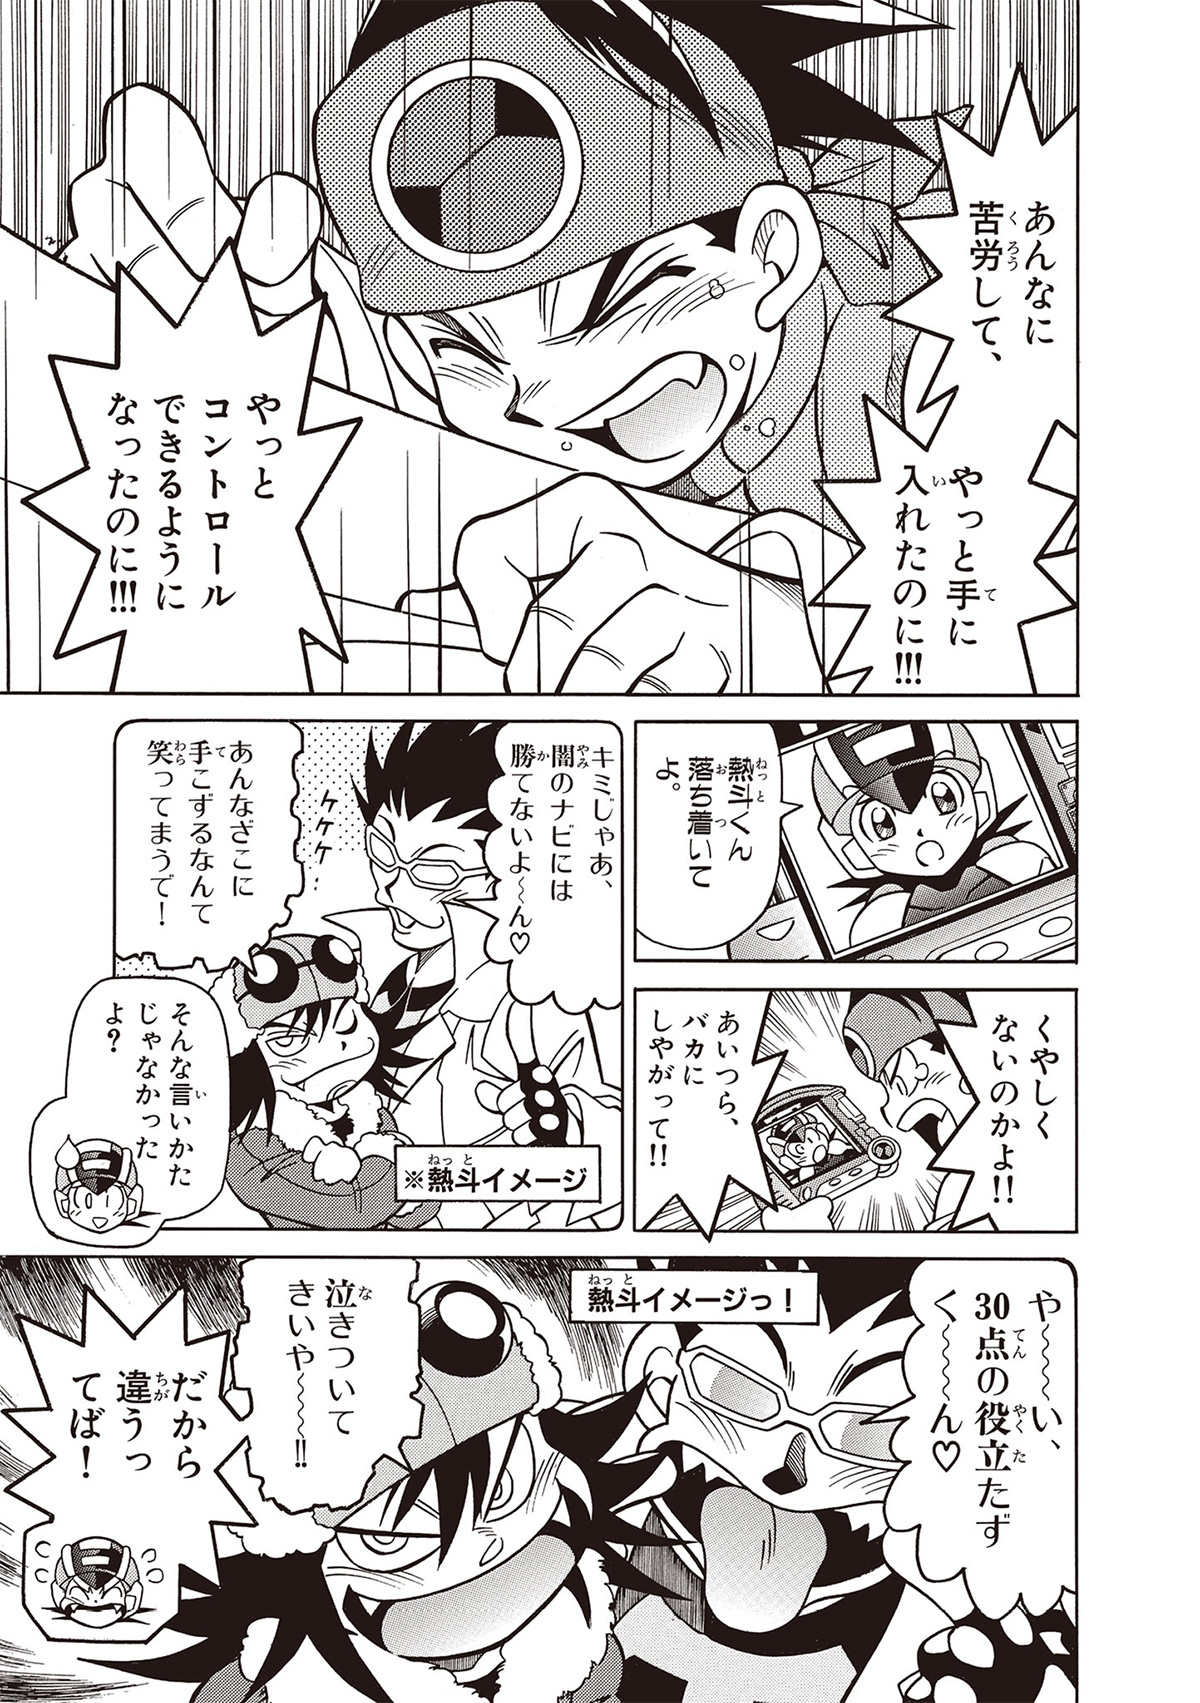 あんなに
苦労して、
やっと手に
入れたのに!!!
やっと
コントロール
できるように
なったのに!!!
熱斗くん
落ち着いて
よ。
くやしく
ないのかよ!!
あいつら、
バカに
しやがって!!
キミじゃあ、
闇のナビには
勝てないよ〜〜ん♡
ケケケ…
あんなざこに
手こずるなんて
笑ってまうで!
※熱斗イメージ
そんな言いかた
じゃなかった
よ?
や〜〜い、
30点の役立たず
く〜〜ん♡
熱斗イメージっ!
泣きついて
きいや〜〜!!
だから
違うっ
てば!